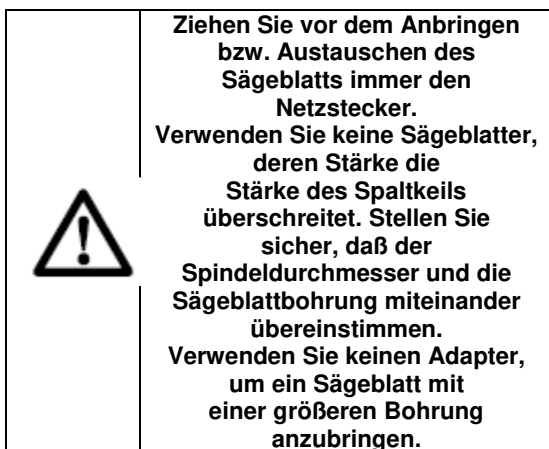 Ziehen Sie vor dem Anbringen
bzw. Austauschen des
Sägeblatts immer den
Netzstecker.
Verwenden Sie keine Sägeblatter,
deren Stärke die
Stärke des Spaltkeils
überschreitet. Stellen Sie
sicher, daß der
Spindeldurchmesser und die
Sägeblattbohrung miteinander
übereinstimmen.
Verwenden Sie keinen Adapter,
um ein Sägeblatt mit
einer größeren Bohrung
anzubringen.